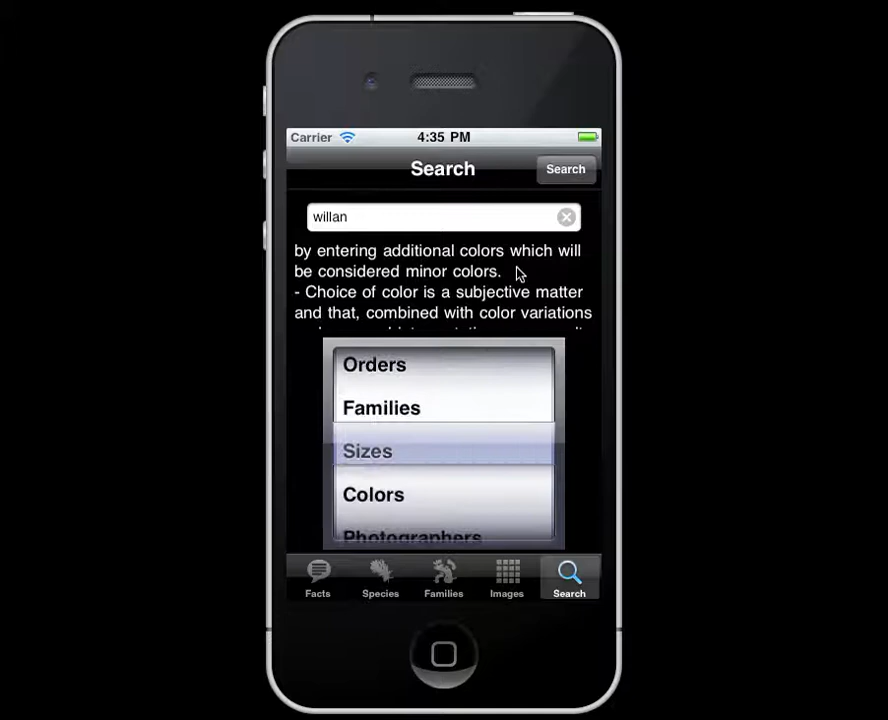 Carrier 4:35 PM
Search Search
willan
by entering additional colors which will
be considered minor colors.
- Choice of color is a subjective matter
and that, combined with color variations
Orders
Families
Sizes
Colors
Photographers
Facts Species Families Images Search